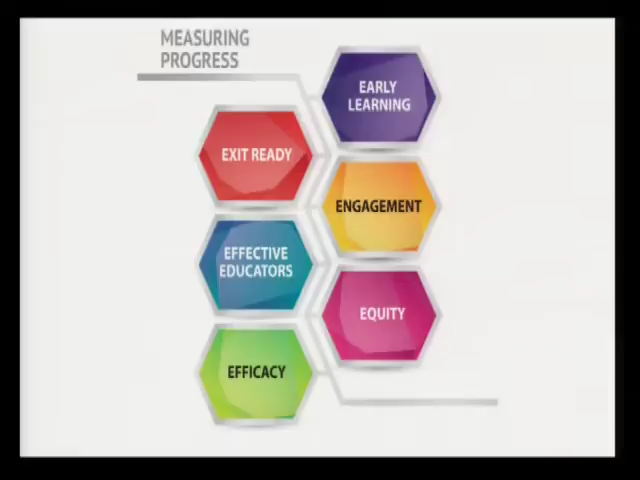 MEASURING
PROGRESS
EARLY
LEARNING
EXIT READY
ENGAGEMENT
EFFECTIVE
EDUCATORS
EQUITY
EFFICACY